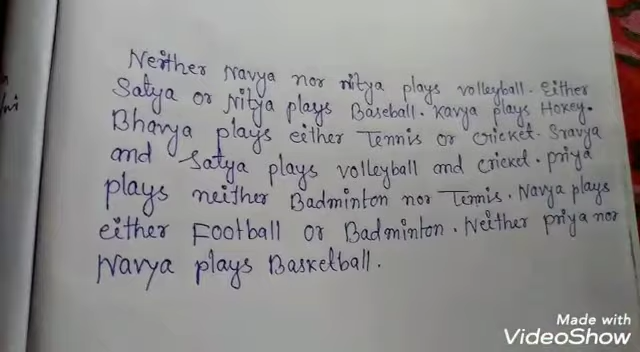 Neither Navya nor nitya plays volleyball. Either
Satya or Nitya plays Baseball. Kavya plays Hokey.
Bhavya plays either Tennis or cricket. Sravya
and Satya plays volleyball and cricket. priya
plays neither Badminton nor Tennis. Navya plays
either Football or Badminton. Neither priya nor
Navya plays Basketball.
Made with
VideoShow